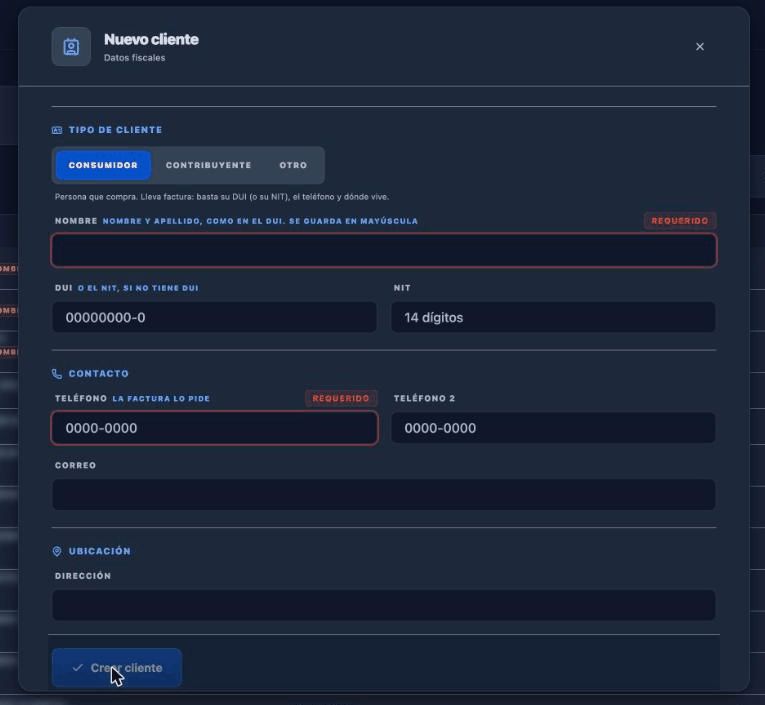 Nuevo cliente
Datos fiscales
TIPO DE CLIENTE
CONSUMIDOR CONTRIBUYENTE OTRO
Persona que compra. Lleva factura: basta su DUI (o su NIT), el teléfono y dónde vive.
NOMBRE NOMBRE Y APELLIDO, COMO EN EL DUI. SE GUARDA EN MAYÚSCULA REQUERIDO
DUI O EL NIT, SI NO TIENE DUI NIT
00000000-0 14 dígitos
CONTACTO
TELÉFONO LA FACTURA LO PIDE REQUERIDO TELÉFONO 2
0000-0000 0000-0000
CORREO
UBICACIÓN
DIRECCIÓN
Crear cliente